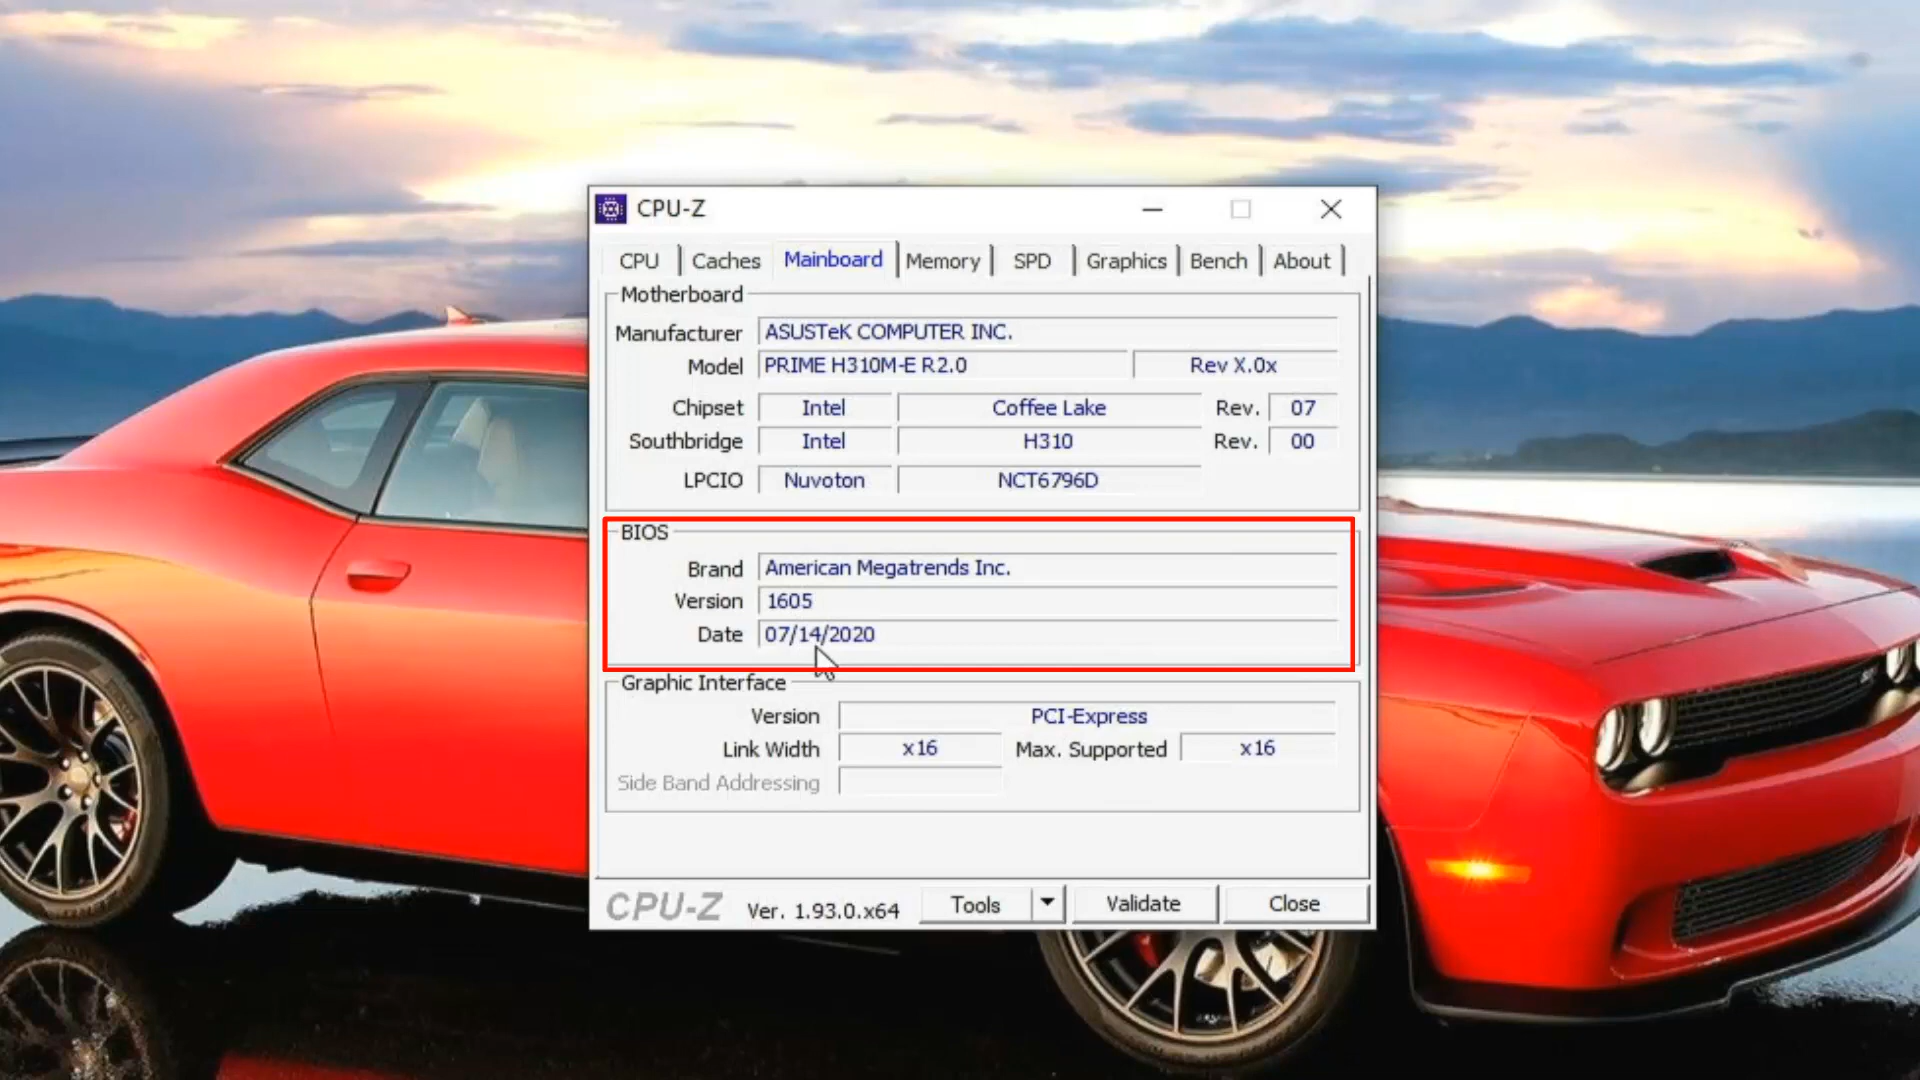 CPU-Z
CPU Caches Mainboard Memory SPD Graphics Bench About
Motherboard
Manufacturer ASUSTeK COMPUTER INC.
Model PRIME H310M-E R2.0 Rev X.0x
Chipset Intel Coffee Lake Rev. 07
Southbridge Intel H310 Rev. 00
LPCIO Nuvoton NCT6796D
BIOS
Brand American Megatrends Inc.
Version 1605
Date 07/14/2020
Graphic Interface
Version PCI-Express
Link Width x16 Max. Supported x16
Side Band Addressing
CPU-Z Ver. 1.93.0.x64 Tools Validate Close